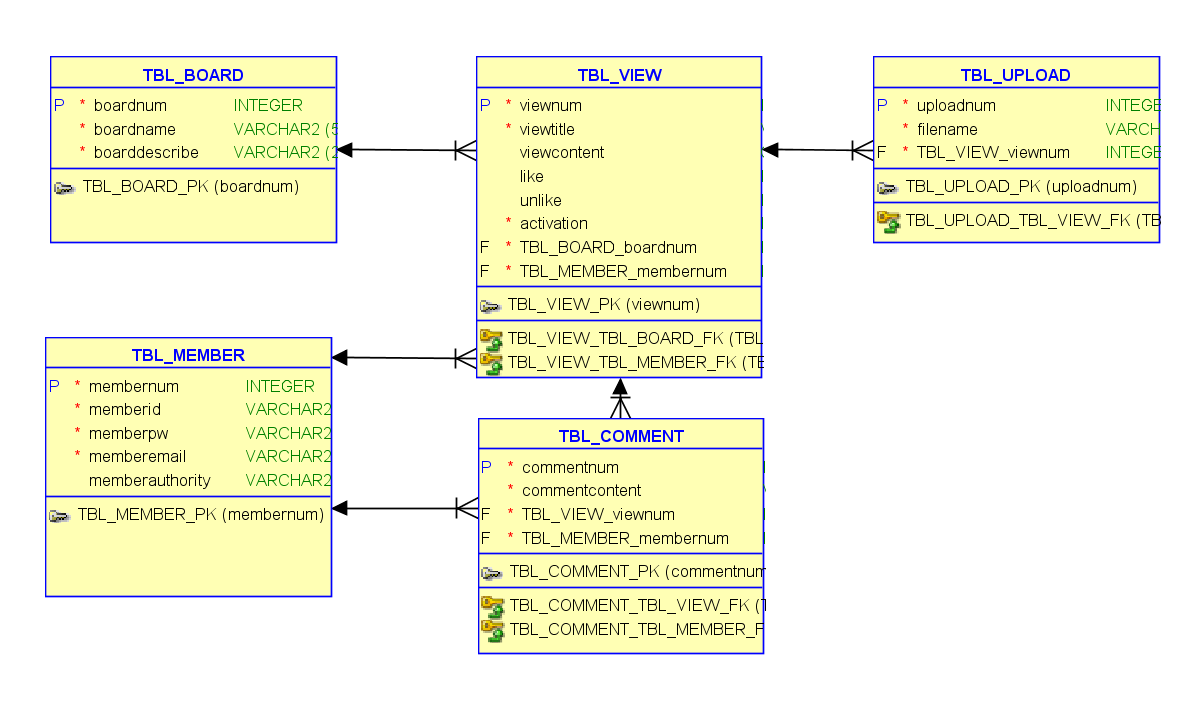 TBL_BOARD
P * boardnum INTEGER
* boardname VARCHAR2 (5
* boarddescribe VARCHAR2 (2
TBL_BOARD_PK (boardnum)
TBL_VIEW
P * viewnum
* viewtitle
viewcontent
like
unlike
* activation
F * TBL_BOARD_boardnum
F * TBL_MEMBER_membernum
TBL_VIEW_PK (viewnum)
TBL_VIEW_TBL_BOARD_FK (TBL
TBL_VIEW_TBL_MEMBER_FK (TB
TBL_UPLOAD
P * uploadnum INTEGE
* filename VARCH
F * TBL_VIEW_viewnum INTEGE
TBL_UPLOAD_PK (uploadnum)
TBL_UPLOAD_TBL_VIEW_FK (TB
TBL_MEMBER
P * membernum INTEGER
* memberid VARCHAR2
* memberpw VARCHAR2
* memberemail VARCHAR2
memberauthority VARCHAR2
TBL_MEMBER_PK (membernum)
TBL_COMMENT
P * commentnum
* commentcontent
F * TBL_VIEW_viewnum
F * TBL_MEMBER_membernum
TBL_COMMENT_PK (commentnum
TBL_COMMENT_TBL_VIEW_FK (T
TBL_COMMENT_TBL_MEMBER_F